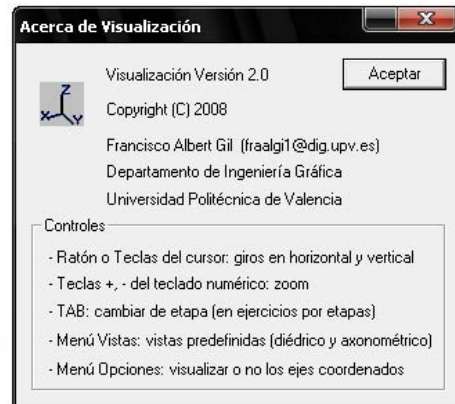 Acerca de Visualización
Visualización Versión 2.0
Aceptar
Z
X
Y
Copyright (C) 2008
Francisco Albert Gil (fraalgi1@dig.upv.es)
Departamento de Ingeniería Gráfica
Universidad Politécnica de Valencia
Controles
- Ratón o Teclas del cursor: giros en horizontal y vertical
- Teclas +, - del teclado numérico: zoom
- TAB: cambiar de etapa (en ejercicios por etapas)
- Menú Vistas: vistas predefinidas (diédrico y axonométrico)
- Menú Opciones: visualizar o no los ejes coordenados